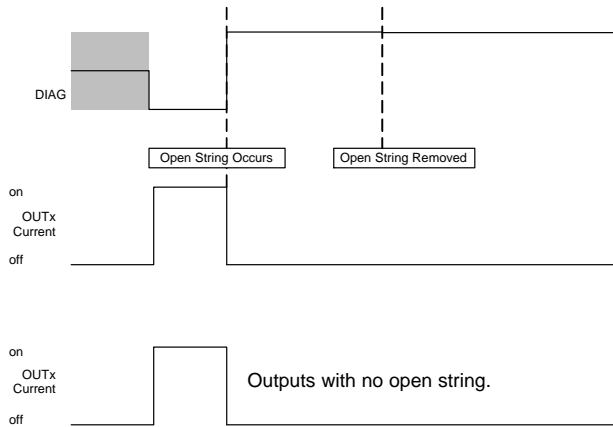 DIAG
Open String Occurs
Open String Removed
on
OUTx
Current
off
on
OUTx
Current
Outputs with no open string.
off